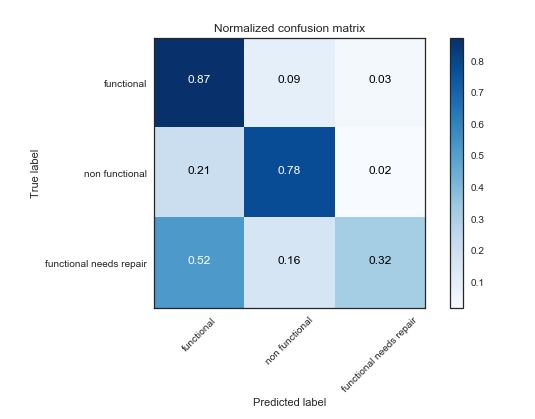 Normalized confusion matrix
True label
functional
0.87 0.09 0.03
non functional
0.21 0.78 0.02
functional needs repair
0.52 0.16 0.32
functional
non functional
functional needs repair
Predicted label
0.8
0.7
0.6
0.5
0.4
0.3
0.2
0.1